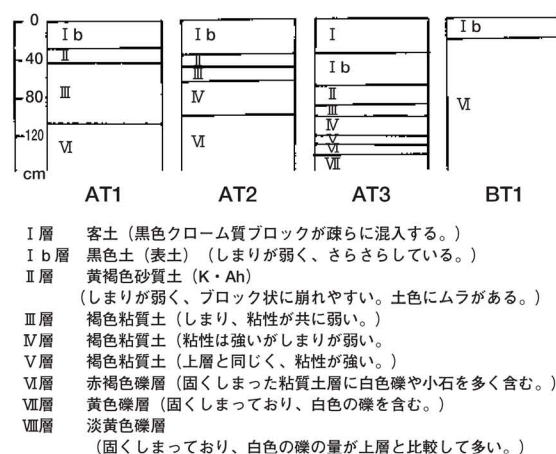 0
40
80
120
cm
Ⅰb
Ⅱ
Ⅲ
Ⅵ
AT1
Ⅰb
Ⅱ
Ⅲ
Ⅳ
Ⅵ
AT2
Ⅰ
Ⅰb
Ⅱ
Ⅲ
Ⅳ
Ⅴ
Ⅵ
Ⅶ
AT3
Ⅰb
Ⅵ
BT1
Ⅰ層 客土(黒色クローム質ブロックが疎らに混入する。)
Ⅰb層 黒色土(表土)(しまりが弱く、さらさらしている。)
Ⅱ層 黄褐色砂質土(K・Ah)
(しまりが弱く、ブロック状に崩れやすい。土色にムラがある。)
Ⅲ層 褐色粘質土(しまり、粘性が共に弱い。)
Ⅳ層 褐色粘質土(粘性は強いがしまりが弱い。
Ⅴ層 褐色粘質土(上層と同じく、粘性が強い。)
Ⅵ層 赤褐色礫層(固くしまった粘質土層に白色礫や小石を多く含む。)
Ⅶ層 黄色礫層(固くしまっており、白色の礫を含む。)
Ⅷ層 淡黄色礫層
(固くしまっており、白色の礫の量が上層と比較して多い。)